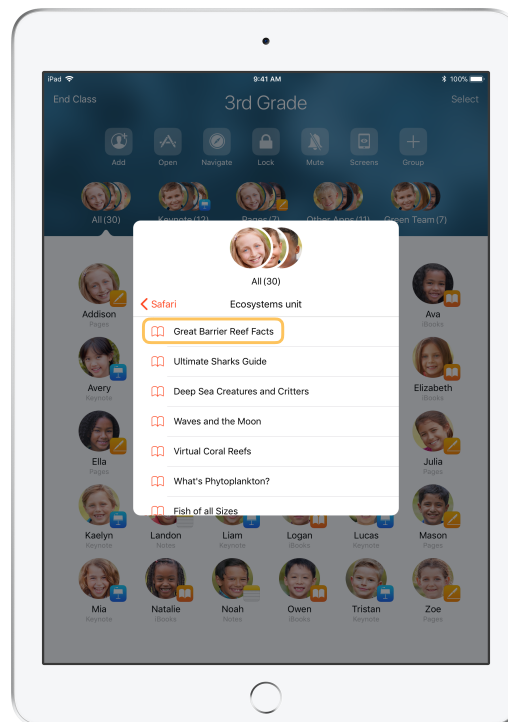 iPad 9:41 AM 100%
End Class 3rd Grade Select
Add Open Navigate Lock Mute Screens Group
All (30) Keynote (12) Pages (7) Other Apps (11) Green Team (7)
All (30)
Safari Ecosystems unit
Great Barrier Reef Facts
Ultimate Sharks Guide
Deep Sea Creatures and Critters
Waves and the Moon
Virtual Coral Reefs
What's Phytoplankton?
Fish of all Sizes
Addison Ava
Pages iBooks
Avery Elizabeth
Keynote iBooks
Ella Julia
Pages Pages
Kaelyn Landon Liam Logan Lucas Mason
Keynote Notes Keynote iBooks Keynote Pages
Mia Natalie Noah Owen Tristan Zoe
Keynote iBooks Notes iBooks Keynote Pages